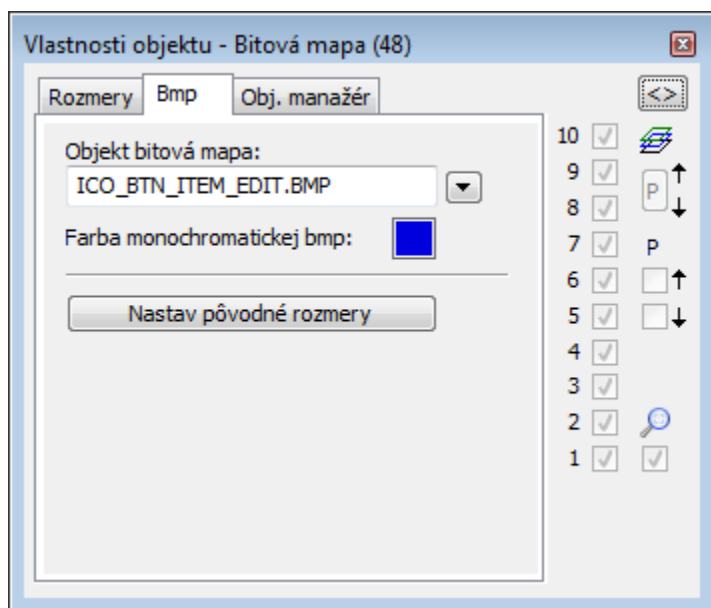 Vlastnosti objektu - Bitová mapa (48)
Rozmery Bmp Obj. manažér
<>
Objekt bitová mapa:
ICO_BTN_ITEM_EDIT.BMP
Farba monochromatickej bmp:
Nastav pôvodné rozmery
10
9
P
8
7 P
6
5
4
3
2
1